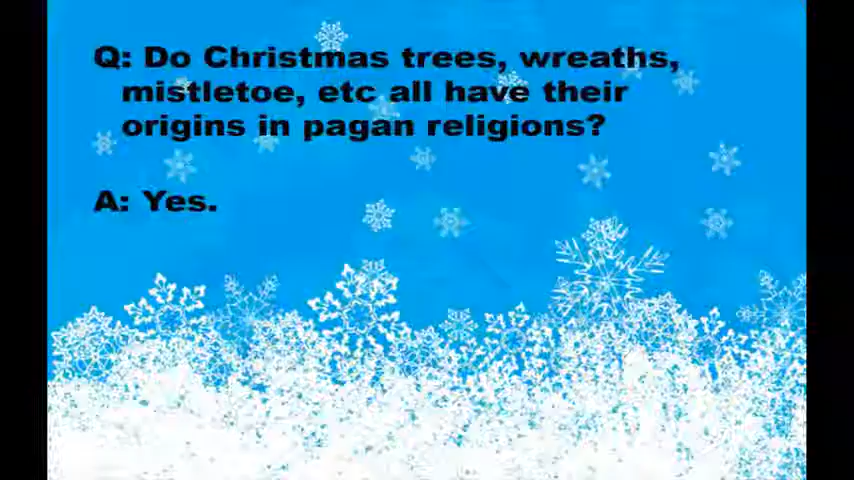 Q: Do Christmas trees, wreaths,
mistletoe, etc all have their
origins in pagan religions?
A: Yes.